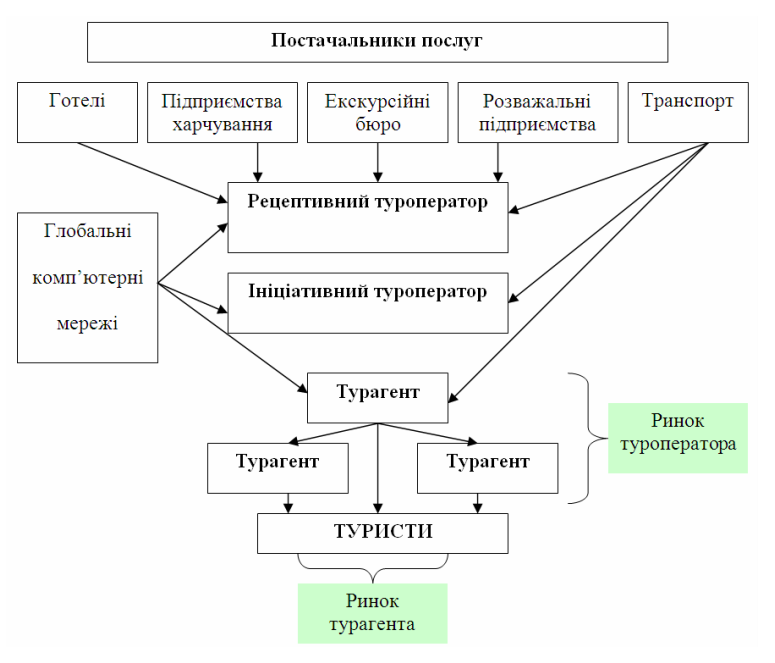 Постачальники послуг
Готелі
Підприємства
харчування
Екскурсійні
бюро
Розважальні
підприємства
Транспорт
Рецептивний туроператор
Глобальні
комп’ютерні
мережі
Ініціативний туроператор
Турагент
Ринок
туроператора
Турагент
Турагент
ТУРИСТИ
Ринок
турагента